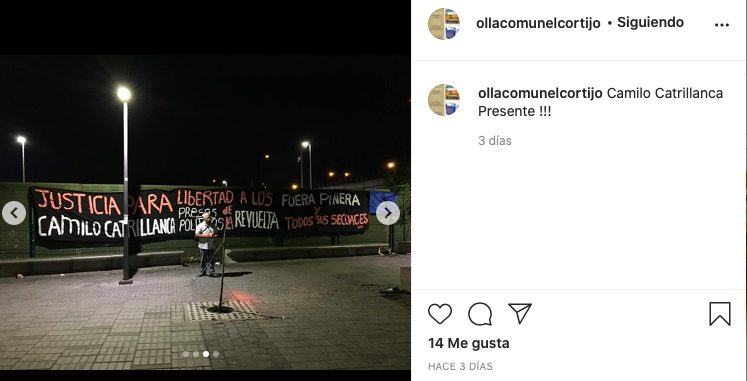 ollacomunelcortijo • Siguiendo
ollacomunelcortijo Camilo Catrillanca
Presente !!!
3 días
JUSTICIA PARA
CAMILO CATRILLANCA
LIBERTAD A LOS
PRESOS DE
POLITICOS LA REVUELTA
FUERA PIÑERA
Y
TODOS SUS SECUACES
14 Me gusta
HACE 3 DÍAS